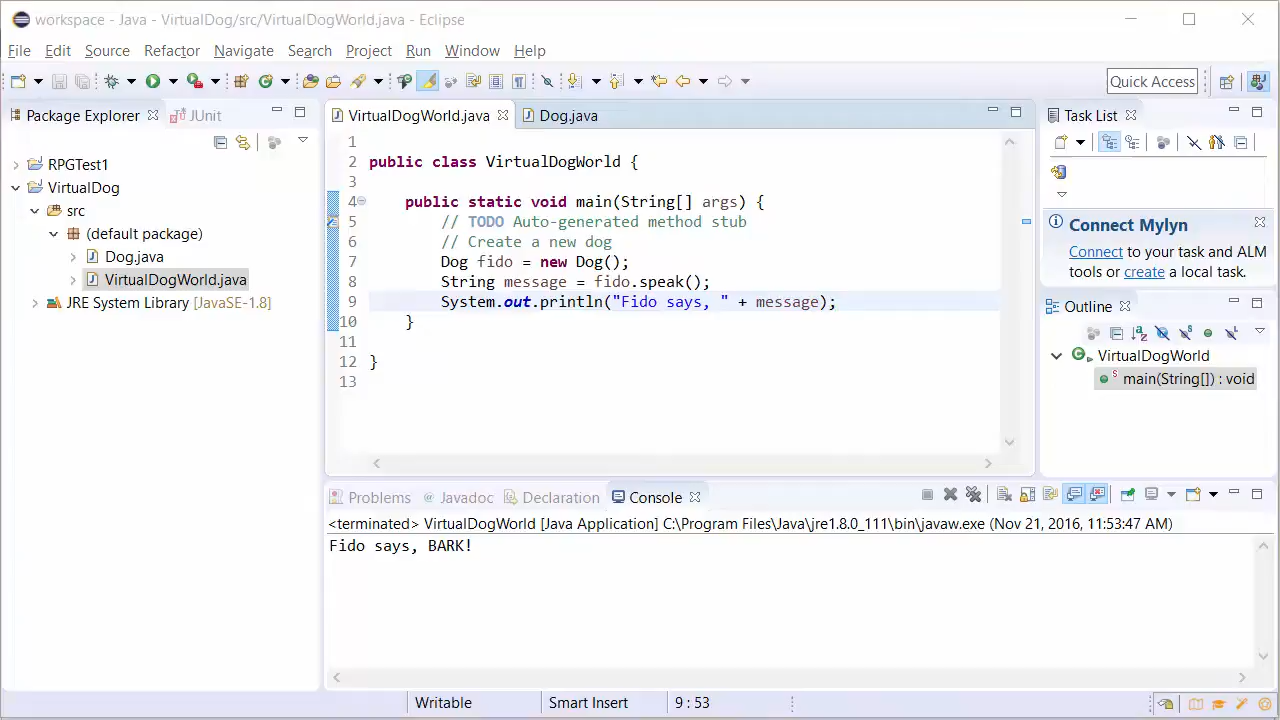 workspace - Java - VirtualDog/src/VirtualDogWorld.java - Eclipse
File Edit Source Refactor Navigate Search Project Run Window Help
Quick Access
Package Explorer
JUnit
RPGTest1
VirtualDog
src
(default package)
Dog.java
VirtualDogWorld.java
JRE System Library [JavaSE-1.8]
VirtualDogWorld.java
Dog.java
1
2 public class VirtualDogWorld {
3
4 public static void main(String[] args) {
5 // TODO Auto-generated method stub
6 // Create a new dog
7 Dog fido = new Dog();
8 String message = fido.speak();
9 System.out.println("Fido says, " + message);
10 }
11
12 }
13
Task List
Connect Mylyn
Connect to your task and ALM
tools or create a local task.
Outline
VirtualDogWorld
main(String[]) : void
Problems @ Javadoc Declaration Console
<terminated> VirtualDogWorld [Java Application] C:\Program Files\Java\jre1.8.0_111\bin\javaw.exe (Nov 21, 2016, 11:53:47 AM)
Fido says, BARK!
Writable Smart Insert 9 : 53